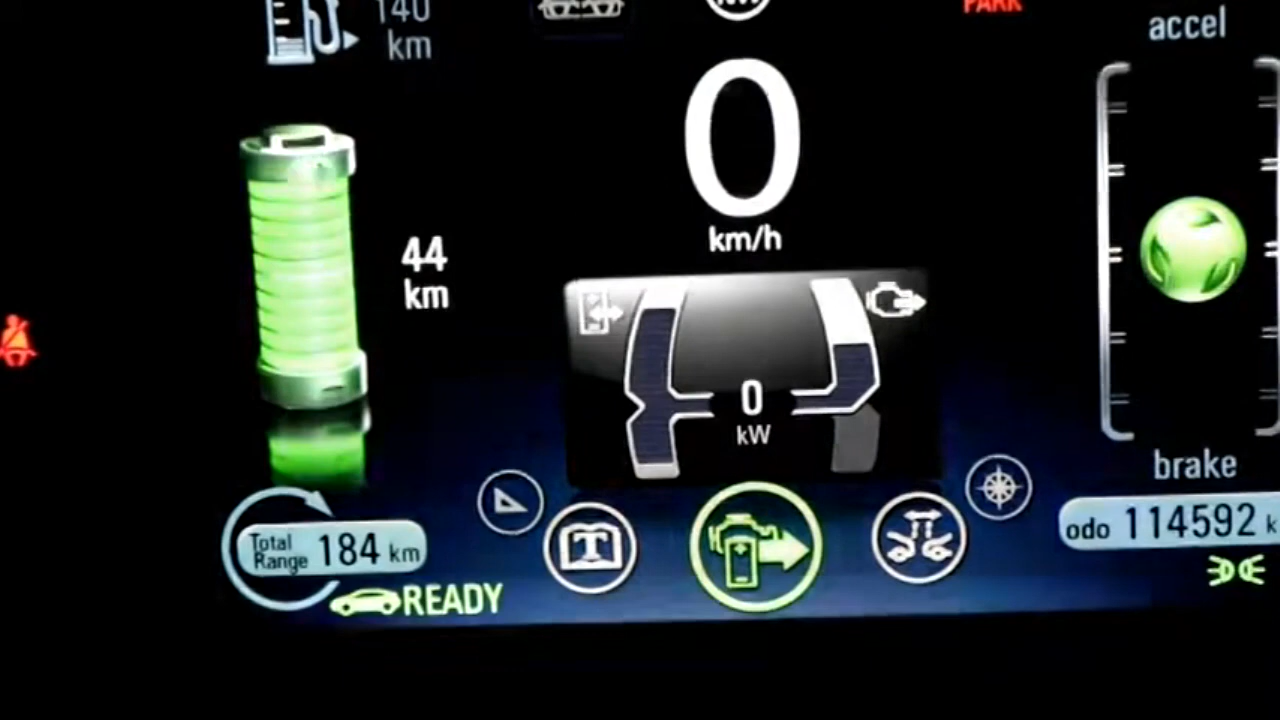 140
km
PARK
accel
0
km/h
44
km
0
kW
brake
Total
Range 184 km
odo 114592 k
READY
T